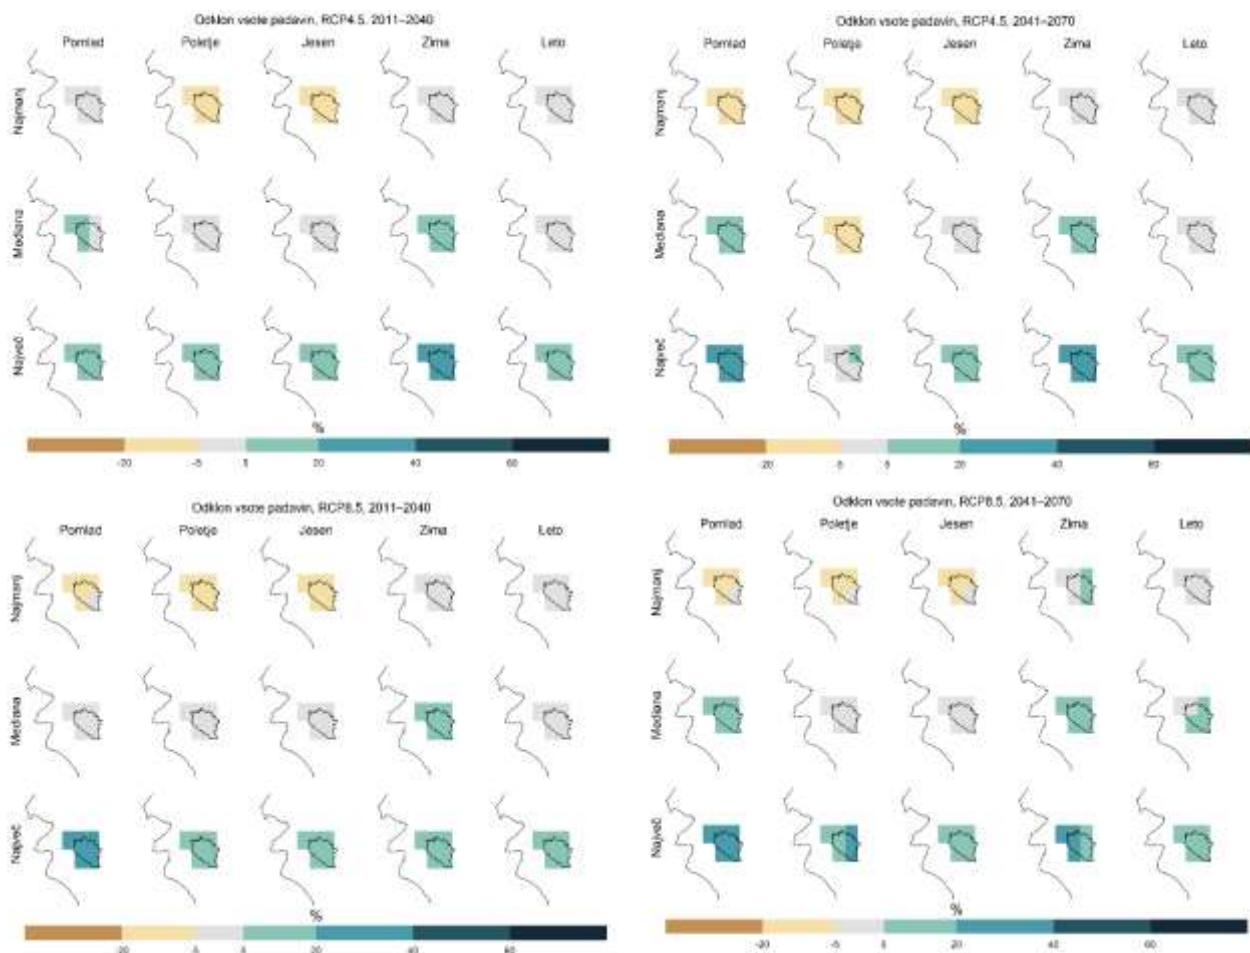 Odklon vsote padavin, RCP4.5, 2011–2040
Pomlad Poletje Jesen Zima Leto
Najmanj
Mediana
Največ
%
-20 -5 5 20 40 60
Odklon vsote padavin, RCP4.5, 2041–2070
Pomlad Poletje Jesen Zima Leto
Najmanj
Mediana
Največ
%
-20 -5 5 20 40 60
Odklon vsote padavin, RCP8.5, 2011–2040
Pomlad Poletje Jesen Zima Leto
Najmanj
Mediana
Največ
%
-20 -5 5 20 40 60
Odklon vsote padavin, RCP8.5, 2041–2070
Pomlad Poletje Jesen Zima Leto
Najmanj
Mediana
Največ
%
-20 -5 5 20 40 60